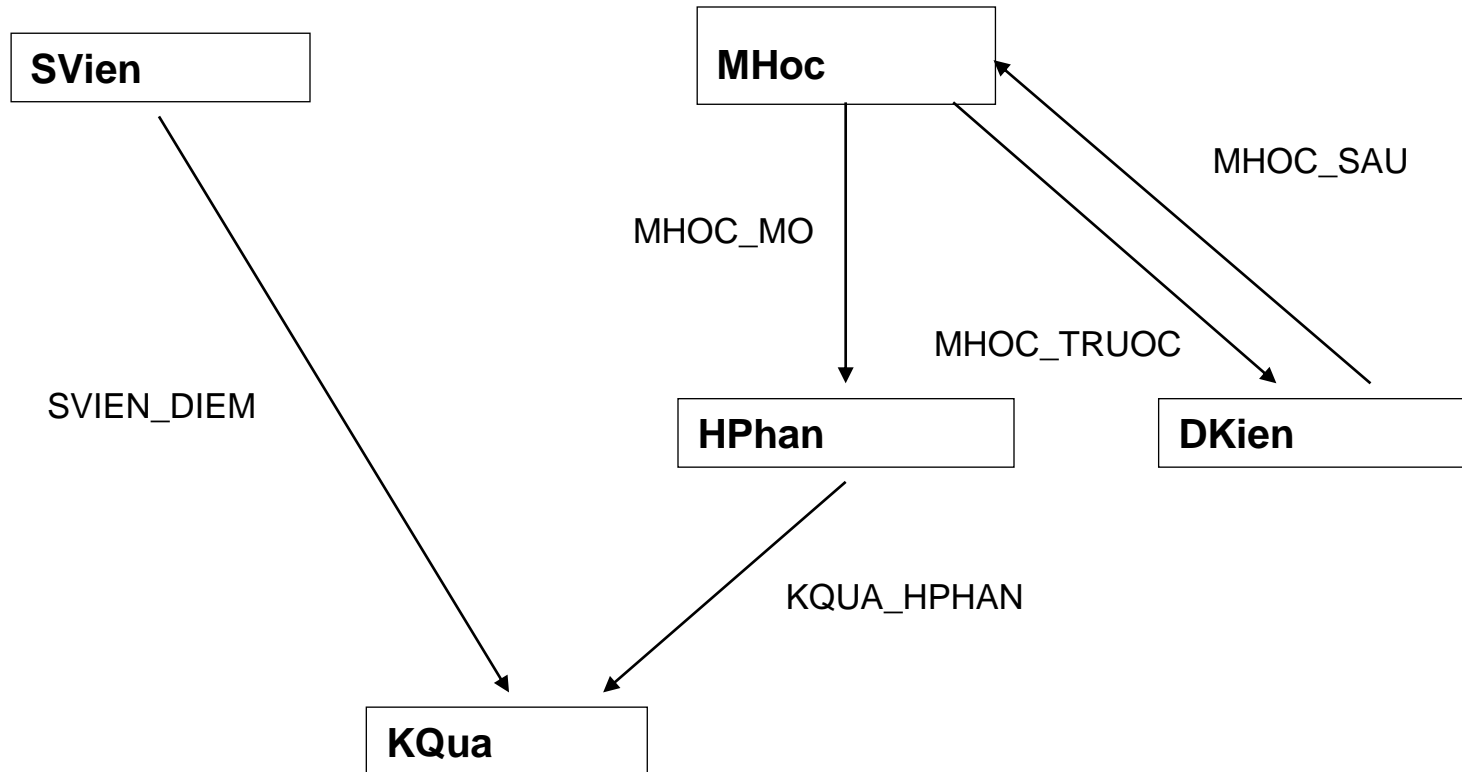 SVien
MHoc
MHOC_SAU
MHOC_MO
MHOC_TRUOC
SVIEN_DIEM
HPhan
DKien
KQUA_HPHAN
KQua